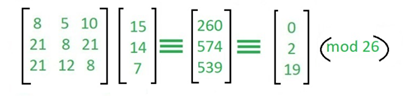 8 5 10 15 260 0
21 8 21 14 ≡ 574 ≡ 2 (mod 26)
21 12 8 7 539 19